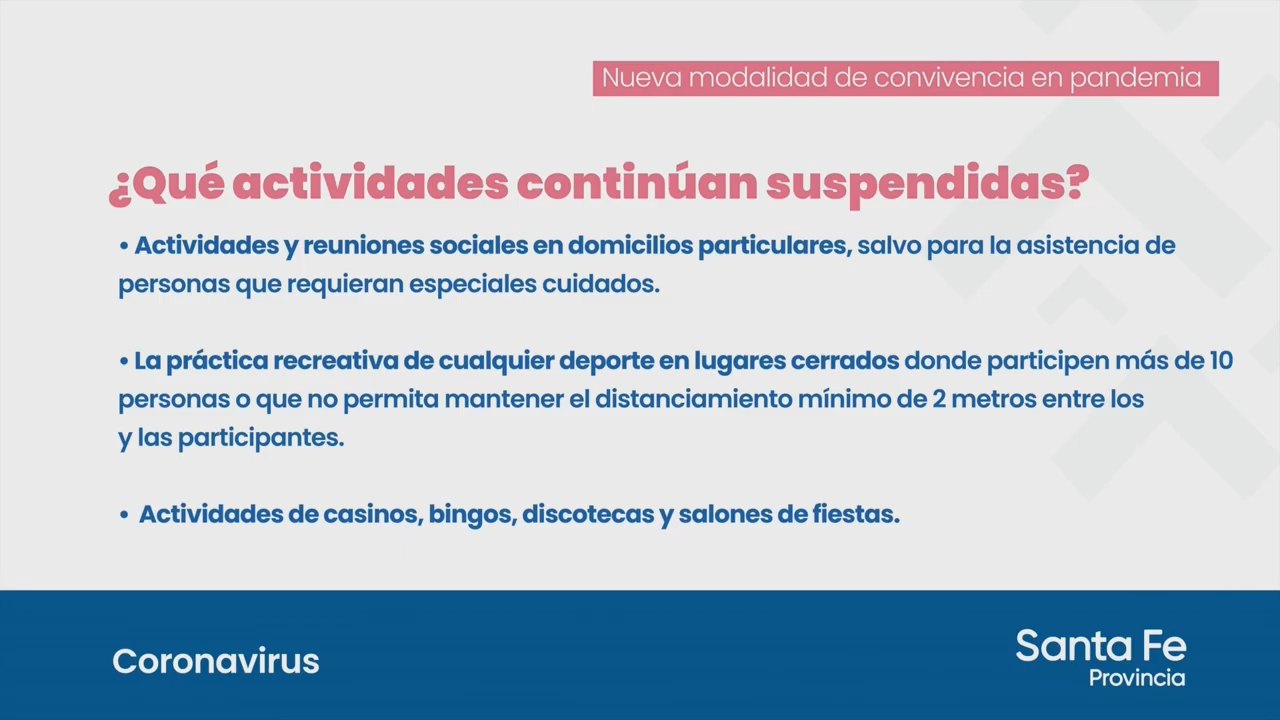 Nueva modalidad de convivencia en pandemia
¿Qué actividades continúan suspendidas?
• Actividades y reuniones sociales en domicilios particulares, salvo para la asistencia de
personas que requieran especiales cuidados.
• La práctica recreativa de cualquier deporte en lugares cerrados donde participen más de 10
personas o que no permita mantener el distanciamiento mínimo de 2 metros entre los
y las participantes.
• Actividades de casinos, bingos, discotecas y salones de fiestas.
Coronavirus
Santa Fe
Provincia